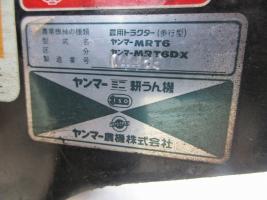 農業機械の種類 農用トラクター(歩行型)
型式名 ヤンマーMRT6
区分 ヤンマーMRT6DX
製造番号
ヤンマーミニ耕うん機
ヤンマー農機株式会社